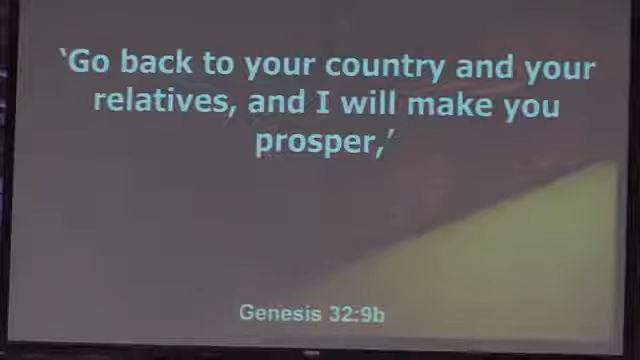 ‘Go back to your country and your
relatives, and I will make you
prosper,’
Genesis 32:9b